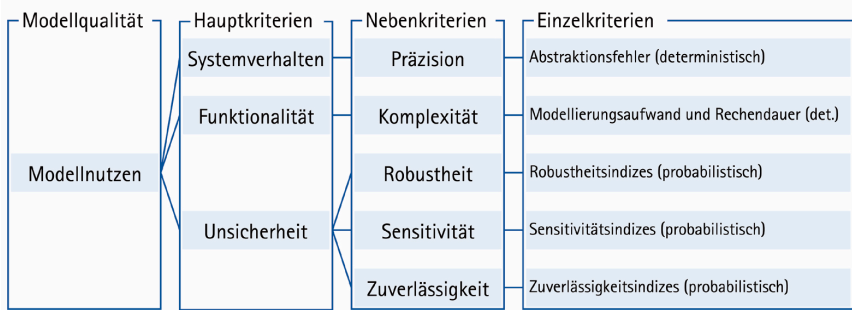 Modellqualität
Hauptkriterien
Nebenkriterien
Einzelkriterien
Systemverhalten
Präzision
Abstraktionsfehler (deterministisch)
Funktionalität
Komplexität
Modellierungsaufwand und Rechendauer (det.)
Modellnutzen
Robustheit
Robustheitsindizes (probabilistisch)
Unsicherheit
Sensitivität
Sensitivitätsindizes (probabilistisch)
Zuverlässigkeit
Zuverlässigkeitsindizes (probabilistisch)